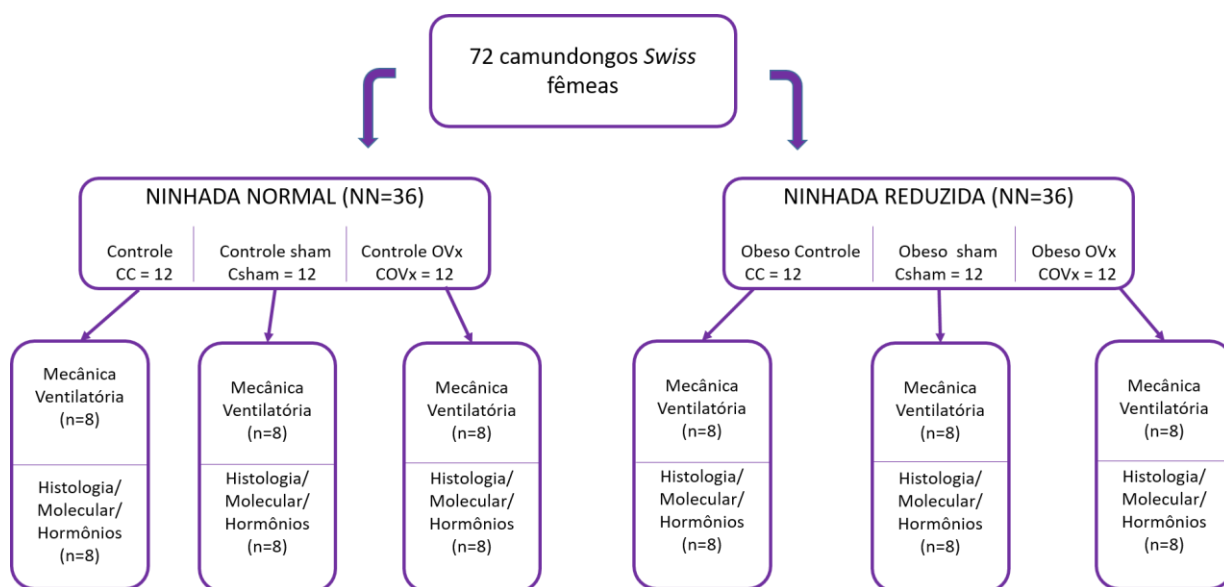 72 camundongos Swiss
fêmeas
NINHADA NORMAL (NN=36)
Controle
CC = 12
Controle sham
Csham = 12
Controle OVx
COVx = 12
NINHADA REDUZIDA (NN=36)
Obeso Controle
CC = 12
Obeso sham
Csham = 12
Obeso OVx
COVx = 12
Mecânica
Ventilatória
(n=8)
Histologia/
Molecular/
Hormônios
(n=8)
Mecânica
Ventilatória
(n=8)
Histologia/
Molecular/
Hormônios
(n=8)
Mecânica
Ventilatória
(n=8)
Histologia/
Molecular/
Hormônios
(n=8)
Mecânica
Ventilatória
(n=8)
Histologia/
Molecular/
Hormônios
(n=8)
Mecânica
Ventilatória
(n=8)
Histologia/
Molecular/
Hormônios
(n=8)
Mecânica
Ventilatória
(n=8)
Histologia/
Molecular/
Hormônios
(n=8)